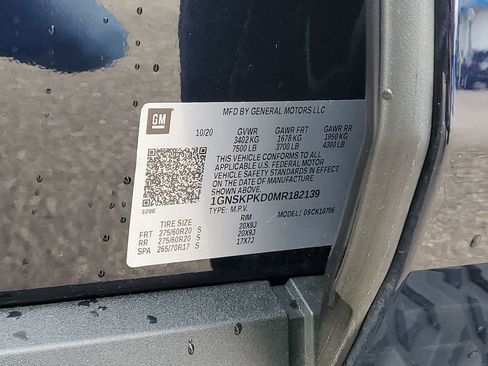 GM
MFD BY GENERAL MOTORS LLC
10/20 GVWR GAWR FRT GAWR RR
3402 KG 1678 KG 1950 KG
7500 LB 3700 LB 4300 LB
THIS VEHICLE CONFORMS TO ALL
APPLICABLE U.S. FEDERAL MOTOR
VEHICLE SAFETY STANDARDS IN EFFECT
ON THE DATE OF MANUFACTURE SHOWN
ABOVE.
1GNSKPKD0MR182139
TYPE: M.P.V. MODEL: 09CK10706
329E
TIRE SIZE RIM
FRT 275/60R20 S 20X9J
RR 275/60R20 S 20X9J
SPA 265/70R17 S 17X7J